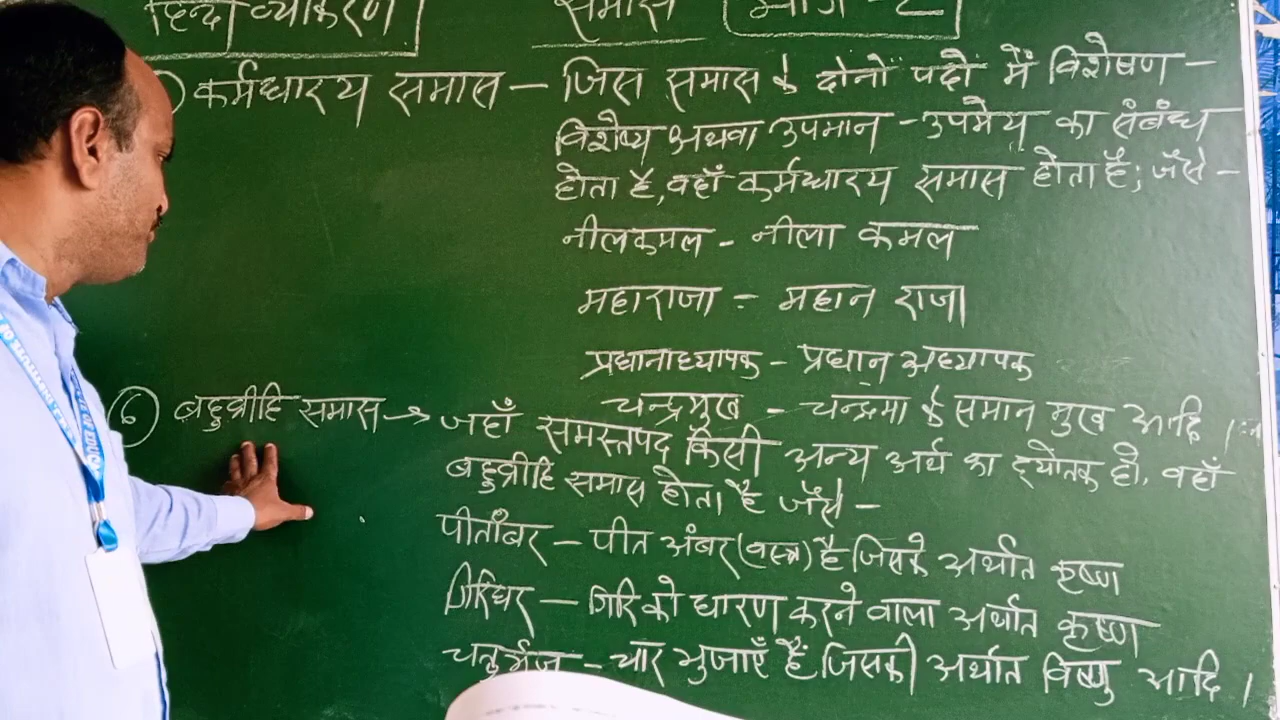 हिन्दी व्याकरण
समास भाग - 2
कर्मधारय समास – जिस समास के दोनों पदों में विशेषण –
विशेष्य अथवा उपमान - उपमेय का संबंध
होता है, वहाँ कर्मधारय समास होता है; जैसे –
नीलकमल - नीला कमल
महाराजा - महान राजा
प्रधानाध्यापक - प्रधान अध्यापक
चन्द्रमुख - चन्द्रमा के समान मुख आदि ।
6 बहुव्रीहि समास → जहाँ समस्तपद किसी अन्य अर्थ का द्योतक हो, वहाँ
बहुव्रीहि समास होता है जैसे –
पीतांबर – पीत अंबर (वस्त्र) है जिसके अर्थात कृष्ण
गिरिधर – गिरि को धारण करने वाला अर्थात कृष्ण
चतुर्भुज – चार भुजाएँ हैं जिसकी अर्थात विष्णु आदि ।